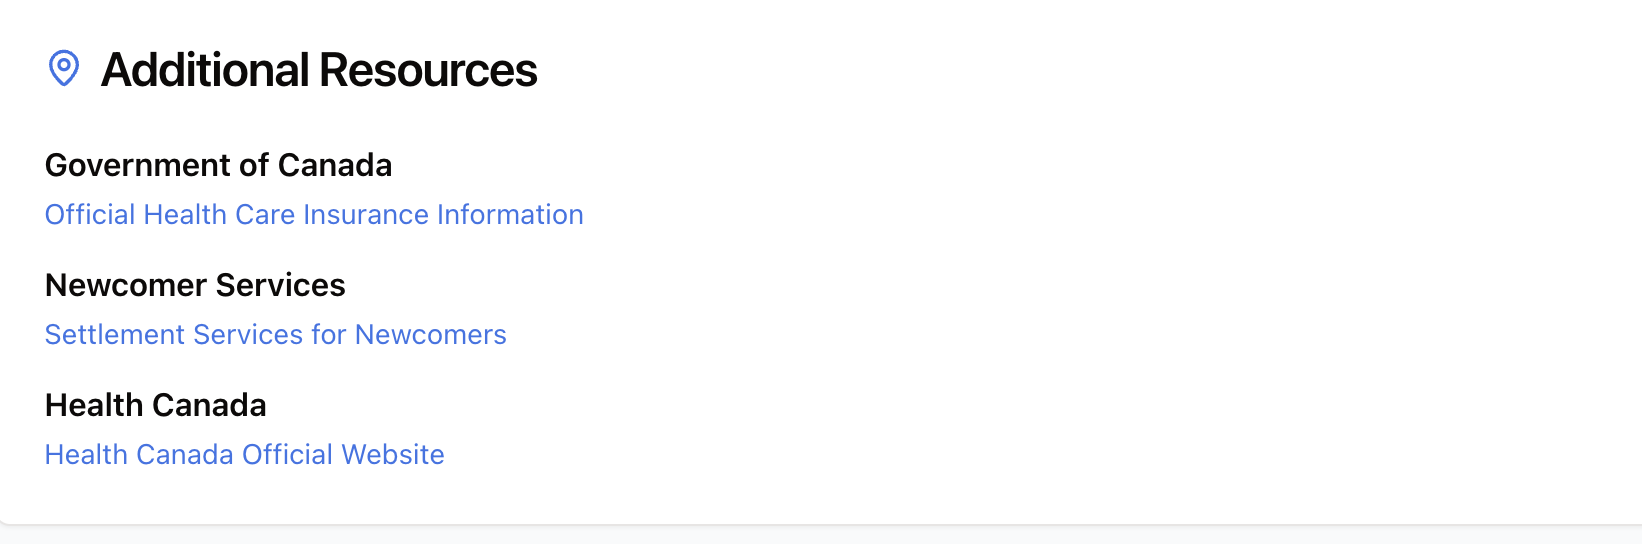 Additional Resources
Government of Canada
Official Health Care Insurance Information
Newcomer Services
Settlement Services for Newcomers
Health Canada
Health Canada Official Website